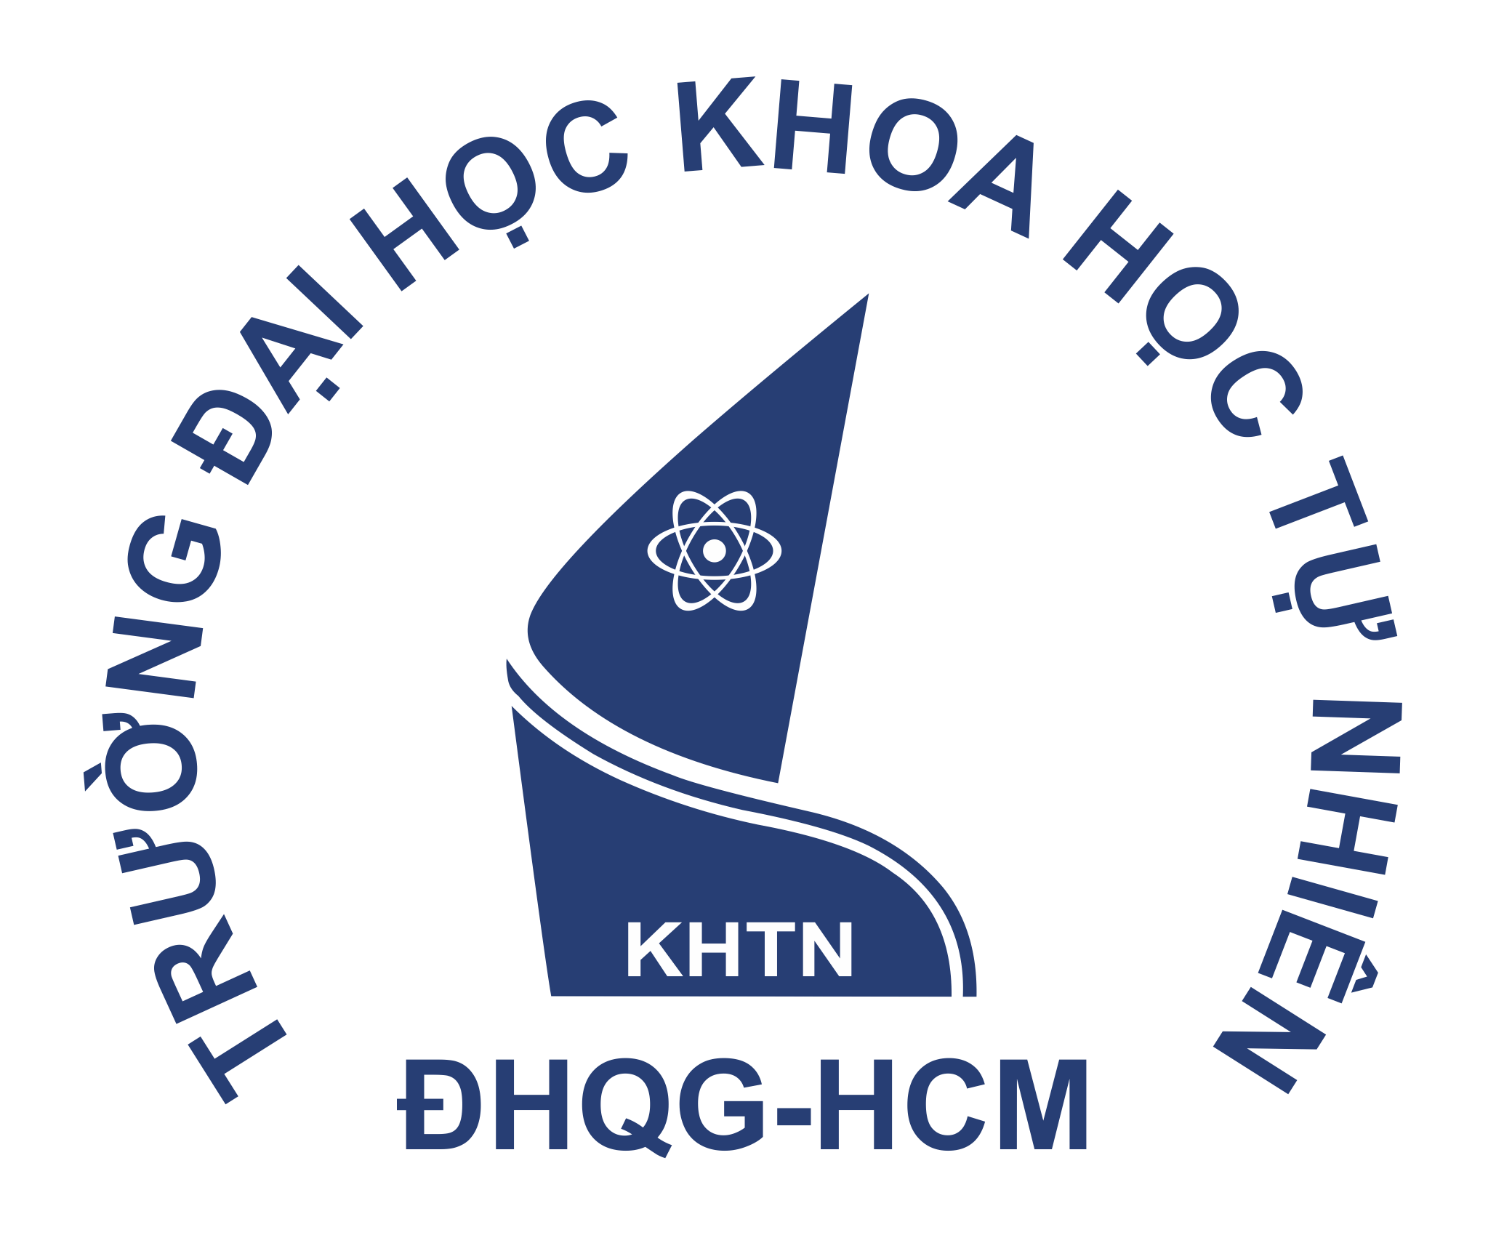 TRƯỜNG ĐẠI HỌC KHOA HỌC TỰ NHIÊN
KHTN
ĐHQG-HCM